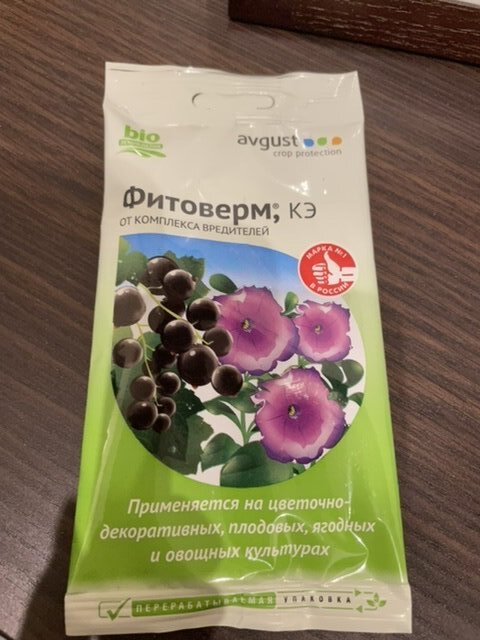 bio
avgust
crop protection
Фитоверм®, КЭ
ОТ КОМПЛЕКСА ВРЕДИТЕЛЕЙ
МАРКА №1
В РОССИИ
Применяется на цветочно-
декоративных, плодовых, ягодных
и овощных культурах
ПЕРЕРАБАТЫВАЕМАЯ УПАКОВКА